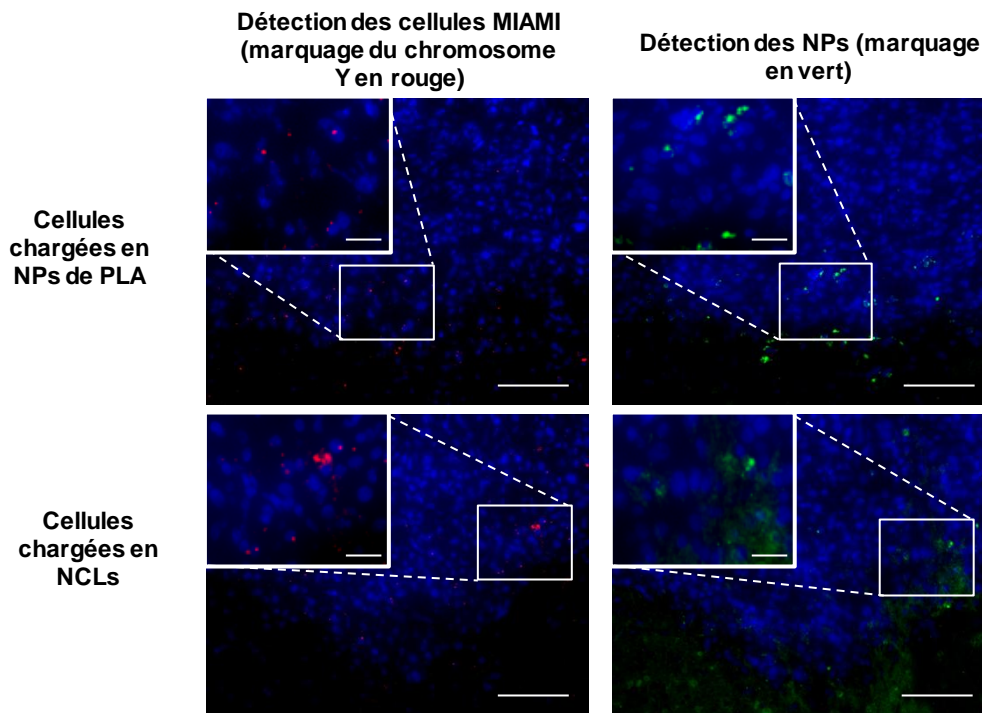 Détection des cellules MIAMI
(marquage du chromosome
Y en rouge)
Détection des NPs (marquage
en vert)
Cellules
chargées en
NPs de PLA
Cellules
chargées en
NCLs